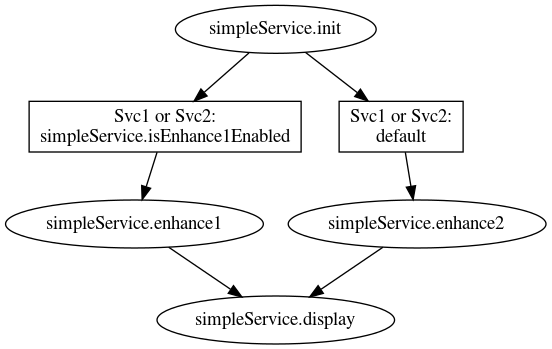 simpleService.init
Svc1 or Svc2:
simpleService.isEnhance1Enabled
Svc1 or Svc2:
default
simpleService.enhance1
simpleService.enhance2
simpleService.display